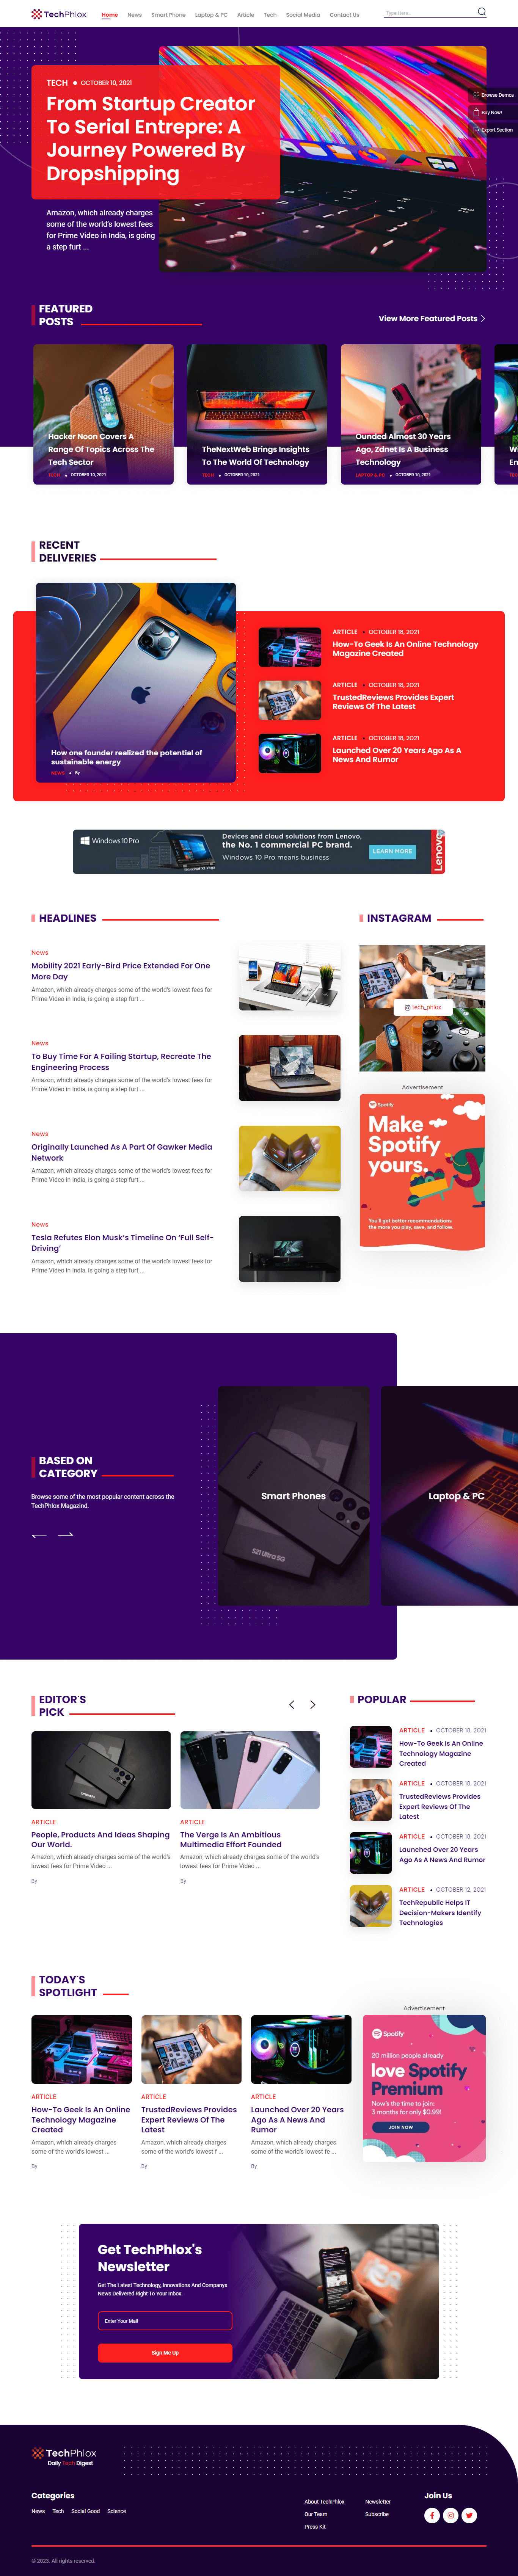 TechPhlox
Home News Smart Phone Laptop & PC Article Tech Social Media Contact Us
Type Here..
TECH OCTOBER 10, 2021
From Startup Creator
To Serial Entrepre: A
Journey Powered By
Dropshipping
Amazon, which already charges
some of the world's lowest fees
for Prime Video in India, is going
a step furt ...
Browse Demos
Buy Now!
Export Section
FEATURED
POSTS
View More Featured Posts
Hacker Noon Covers A
Range Of Topics Across The
Tech Sector
TECH OCTOBER 10, 2021
TheNextWeb Brings Insights
To The World Of Technology
TECH OCTOBER 10, 2021
Ounded Almost 30 Years
Ago, Zdnet Is A Business
Technology
LAPTOP & PC OCTOBER 10, 2021
RECENT
DELIVERIES
How one founder realized the potential of
sustainable energy
NEWS By
ARTICLE OCTOBER 18, 2021
How-To Geek Is An Online Technology
Magazine Created
ARTICLE OCTOBER 18, 2021
TrustedReviews Provides Expert
Reviews Of The Latest
ARTICLE OCTOBER 18, 2021
Launched Over 20 Years Ago As A
News And Rumor
Windows 10 Pro
Devices and cloud solutions from Lenovo,
the No. 1 commercial PC brand.
Windows 10 Pro means business
LEARN MORE
Lenovo
HEADLINES
News
Mobility 2021 Early-Bird Price Extended For One
More Day
Amazon, which already charges some of the world's lowest fees for
Prime Video in India, is going a step furt ...
News
To Buy Time For A Failing Startup, Recreate The
Engineering Process
Amazon, which already charges some of the world's lowest fees for
Prime Video in India, is going a step furt ...
News
Originally Launched As A Part Of Gawker Media
Network
Amazon, which already charges some of the world's lowest fees for
Prime Video in India, is going a step furt ...
News
Tesla Refutes Elon Musk's Timeline On 'Full Self-
Driving'
Amazon, which already charges some of the world's lowest fees for
Prime Video in India, is going a step furt ...
INSTAGRAM
tech_phlox
Advertisement
Spotify
Make
Spotify
yours.
You'll get better recommendations
the more you play, save, and follow.
BASED ON
CATEGORY
Browse some of the most popular content across the
TechPhlox Magazind.
Smart Phones
S21 Ultra 5G
Laptop & PC
EDITOR'S
PICK
ARTICLE
People, Products And Ideas Shaping
Our World.
Amazon, which already charges some of the world's
lowest fees for Prime Video ...
By
ARTICLE
The Verge Is An Ambitious
Multimedia Effort Founded
Amazon, which already charges some of the world's
lowest fees for Prime Video ...
By
POPULAR
ARTICLE OCTOBER 18, 2021
How-To Geek Is An Online
Technology Magazine
Created
ARTICLE OCTOBER 18, 2021
TrustedReviews Provides
Expert Reviews Of The
Latest
ARTICLE OCTOBER 18, 2021
Launched Over 20 Years
Ago As A News And Rumor
ARTICLE OCTOBER 12, 2021
TechRepublic Helps IT
Decision-Makers Identify
Technologies
TODAY'S
SPOTLIGHT
ARTICLE
How-To Geek Is An Online
Technology Magazine
Created
Amazon, which already charges
some of the world's lowest ...
By
ARTICLE
TrustedReviews Provides
Expert Reviews Of The
Latest
Amazon, which already charges
some of the world's lowest f ...
By
ARTICLE
Launched Over 20 Years
Ago As A News And
Rumor
Amazon, which already charges
some of the world's lowest fe ...
By
Advertisement
Spotify
20 million people already
love Spotify
Premium
Now's the time to join:
3 months for only $0.99!
JOIN NOW
Get TechPhlox's
Newsletter
Get The Latest Technology, Innovations And Companys
News Delivered Right To Your Inbox.
Enter Your Mail
Sign Me Up
TechPhlox
Daily Tech Digest
Categories
News Tech Social Good Science
About TechPhlox
Our Team
Press Kit
Newsletter
Subscribe
Join Us
© 2023. All rights reserved.